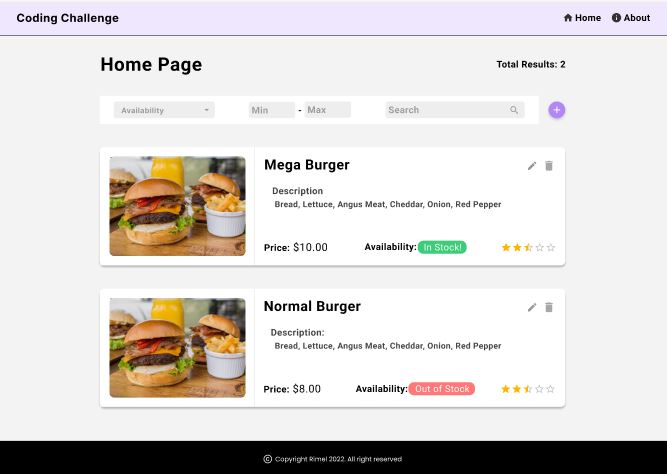 Coding Challenge Home About
Home Page Total Results: 2
Availability Min - Max Search
Mega Burger
Description
Bread, Lettuce, Angus Meat, Cheddar, Onion, Red Pepper
Price: $10.00 Availability: In Stock!
Normal Burger
Description:
Bread, Lettuce, Angus Meat, Cheddar, Onion, Red Pepper
Price: $8.00 Availability: Out of Stock
© Copyright Rimel 2022. All right reserved